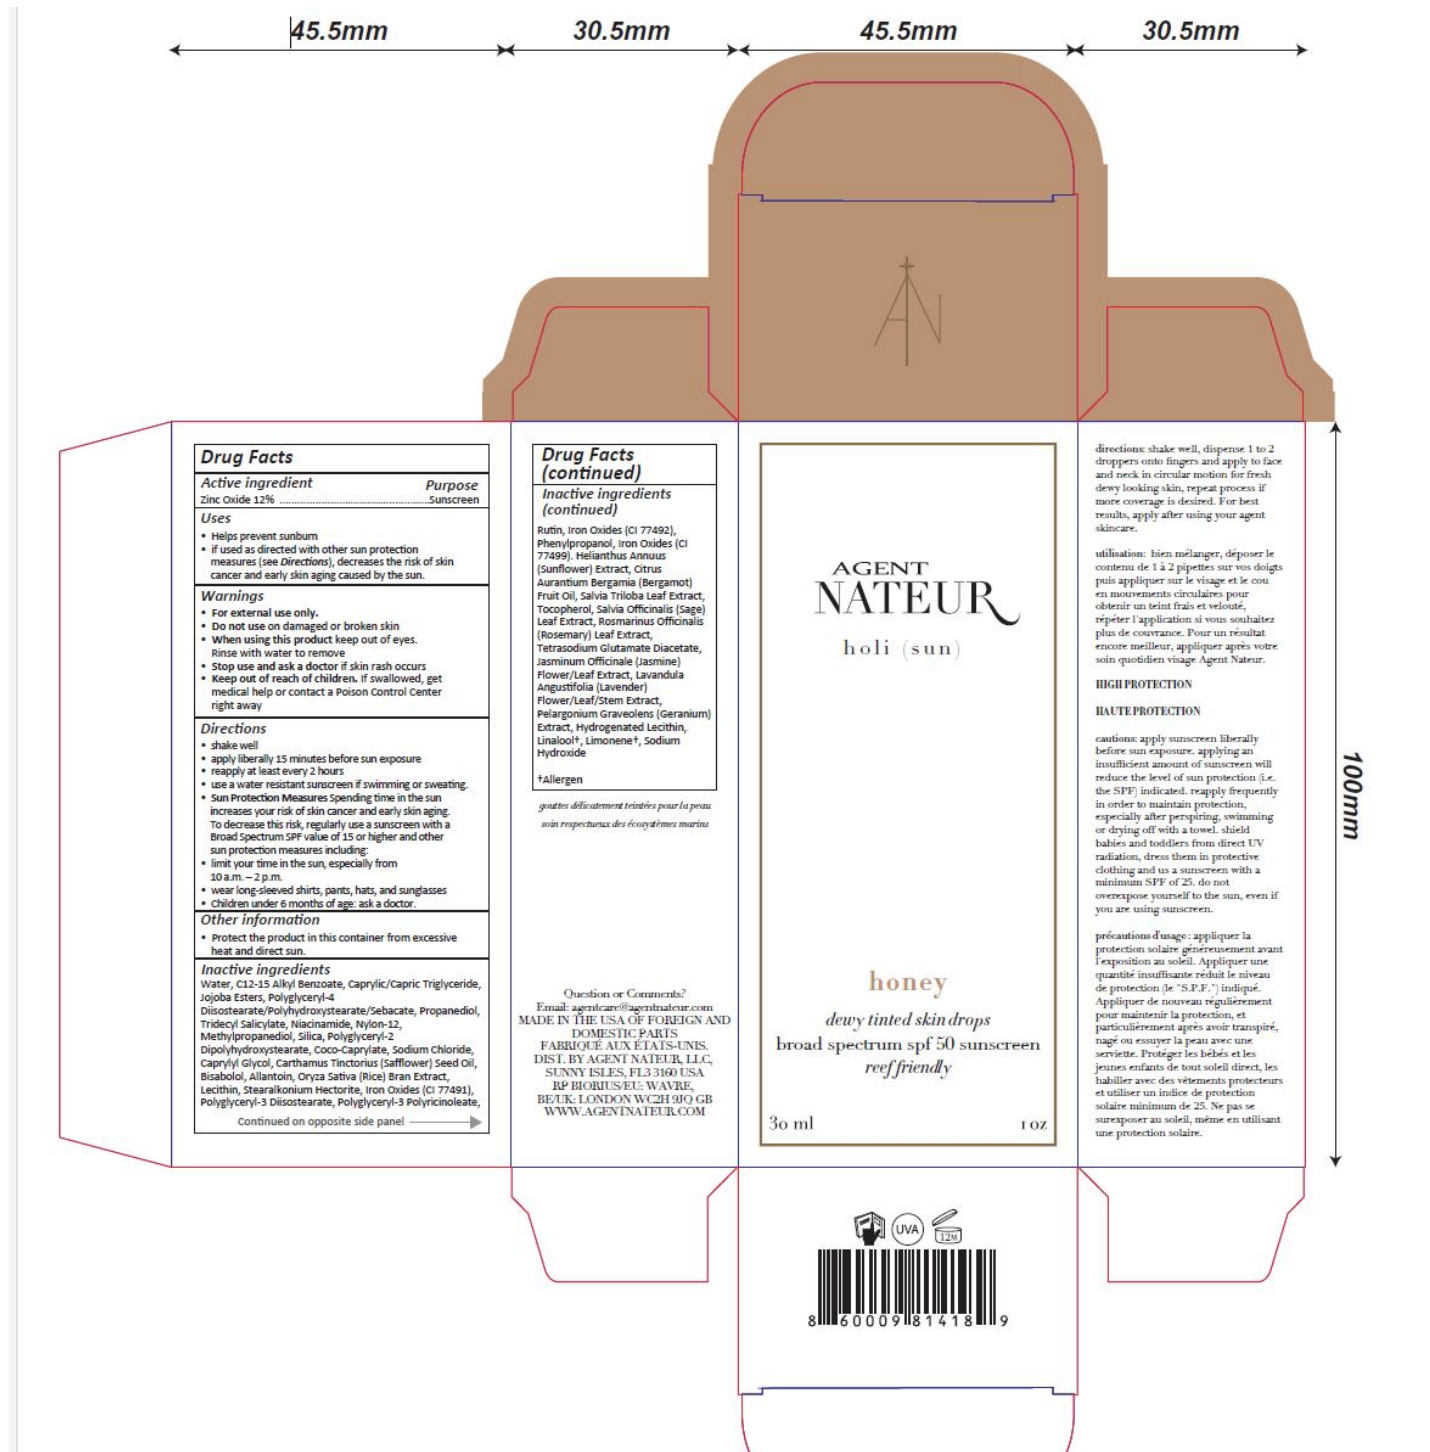 45.5mm
30.5mm
45.5mm
30.5mm
100mm
AN
Drug Facts
Active ingredient Purpose
Zinc Oxide 12% ........................................................Sunscreen
Uses
• Helps prevent sunburn
• if used as directed with other sun protection
measures (see Directions), decreases the risk of skin
cancer and early skin aging caused by the sun.
Warnings
• For external use only.
• Do not use on damaged or broken skin
• When using this product keep out of eyes.
Rinse with water to remove
• Stop use and ask a doctor if skin rash occurs
• Keep out of reach of children. If swallowed, get
medical help or contact a Poison Control Center
right away
Directions
• shake well
• apply liberally 15 minutes before sun exposure
• reapply at least every 2 hours
• use a water resistant sunscreen if swimming or sweating.
• Sun Protection Measures Spending time in the sun
increases your risk of skin cancer and early skin aging.
To decrease this risk, regularly use a sunscreen with a
Broad Spectrum SPF value of 15 or higher and other
sun protection measures including:
• limit your time in the sun, especially from
10 a.m. – 2 p.m.
• wear long-sleeved shirts, pants, hats, and sunglasses
• Children under 6 months of age: ask a doctor.
Other information
• Protect the product in this container from excessive
heat and direct sun.
Inactive ingredients
Water, C12-15 Alkyl Benzoate, Caprylic/Capric Triglyceride,
Jojoba Esters, Polyglyceryl-4
Diisostearate/Polyhydroxystearate/Sebacate, Propanediol,
Tridecyl Salicylate, Niacinamide, Nylon-12,
Methylpropanediol, Silica, Polyglyceryl-2
Dipolyhydroxystearate, Coco-Caprylate, Sodium Chloride,
Caprylyl Glycol, Carthamus Tinctorius (Safflower) Seed Oil,
Bisabolol, Allantoin, Oryza Sativa (Rice) Bran Extract,
Lecithin, Stearalkonium Hectorite, Iron Oxides (CI 77491),
Polyglyceryl-3 Diisostearate, Polyglyceryl-3 Polyricinoleate,
Continued on opposite side panel
Drug Facts
(continued)
Inactive ingredients
(continued)
Rutin, Iron Oxides (CI 77492),
Phenylpropanol, Iron Oxides (CI
77499). Helianthus Annuus
(Sunflower) Extract, Citrus
Aurantium Bergamia (Bergamot)
Fruit Oil, Salvia Triloba Leaf Extract,
Tocopherol, Salvia Officinalis (Sage)
Leaf Extract, Rosmarinus Officinalis
(Rosemary) Leaf Extract,
Tetrasodium Glutamate Diacetate,
Jasminum Officinale (Jasmine)
Flower/Leaf Extract, Lavandula
Angustifolia (Lavender)
Flower/Leaf/Stem Extract,
Pelargonium Graveolens (Geranium)
Extract, Hydrogenated Lecithin,
Linalool†, Limonene†, Sodium
Hydroxide
†Allergen
gouttes délicatement teintées pour la peau
soin respectueux des écosystèmes marins
Question or Comments?
Email: agentcare@agentnateur.com
MADE IN THE USA OF FOREIGN AND
DOMESTIC PARTS
FABRIQUÉ AUX ÉTATS-UNIS.
DIST. BY AGENT NATEUR, LLC,
SUNNY ISLES, FL3 3160 USA
RP BIORIUS/EU: WAVRE,
BE/UK: LONDON WC2H 9JQ GB
WWW.AGENTNATEUR.COM
AGENT
NATEUR
holi (sun)
honey
dewy tinted skin drops
broad spectrum spf 50 sunscreen
reef friendly
30 ml 1 oz
directions: shake well, dispense 1 to 2
droppers onto fingers and apply to face
and neck in circular motion for fresh
dewy looking skin, repeat process if
more coverage is desired. For best
results, apply after using your agent
skincare.
utilisation: bien mélanger, déposer le
contenu de 1 à 2 pipettes sur vos doigts
puis appliquer sur le visage et le cou
en mouvements circulaires pour
obtenir un teint frais et velouté,
répéter l'application si vous souhaitez
plus de couvrance. Pour un résultat
encore meilleur, appliquer après votre
soin quotidien visage Agent Nateur.
HIGH PROTECTION
HAUTE PROTECTION
cautions: apply sunscreen liberally
before sun exposure. applying an
insufficient amount of sunscreen will
reduce the level of sun protection (i.e.
the SPF) indicated. reapply frequently
in order to maintain protection,
especially after perspiring, swimming
or drying off with a towel. shield
babies and toddlers from direct UV
radiation, dress them in protective
clothing and us a sunscreen with a
minimum SPF of 25. do not
overexpose yourself to the sun, even if
you are using sunscreen.
précautions d'usage : appliquer la
protection solaire généreusement avant
l'exposition au soleil. Appliquer une
quantité insuffisante réduit le niveau
de protection (le "S.P.F.") indiqué.
Appliquer de nouveau régulièrement
pour maintenir la protection, et
particulièrement après avoir transpiré,
nagé ou essuyer la peau avec une
serviette. Protéger les bébés et les
jeunes enfants de tout soleil direct, les
habiller avec des vêtements protecteurs
et utiliser un indice de protection
solaire minimum de 25. Ne pas se
surexposer au soleil, même en utilisant
une protection solaire.
UVA
12M
8 60009 81418 9